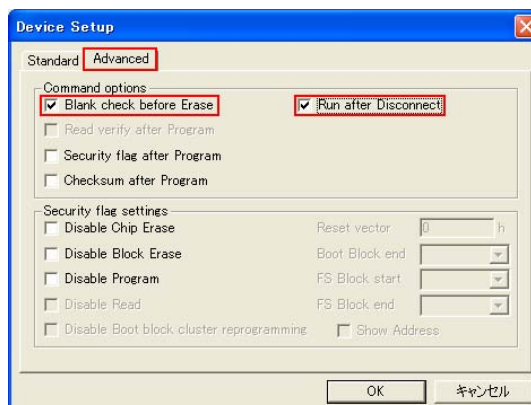 Device Setup
Standard Advanced
Command options
Blank check before Erase Run after Disconnect
Read verify after Program
Security flag after Program
Checksum after Program
Security flag settings
Disable Chip Erase Reset vector 0 h
Disable Block Erase Boot Block end
Disable Program FS Block start
Disable Read FS Block end
Disable Boot block cluster reprogramming Show Address
OK キャンセル